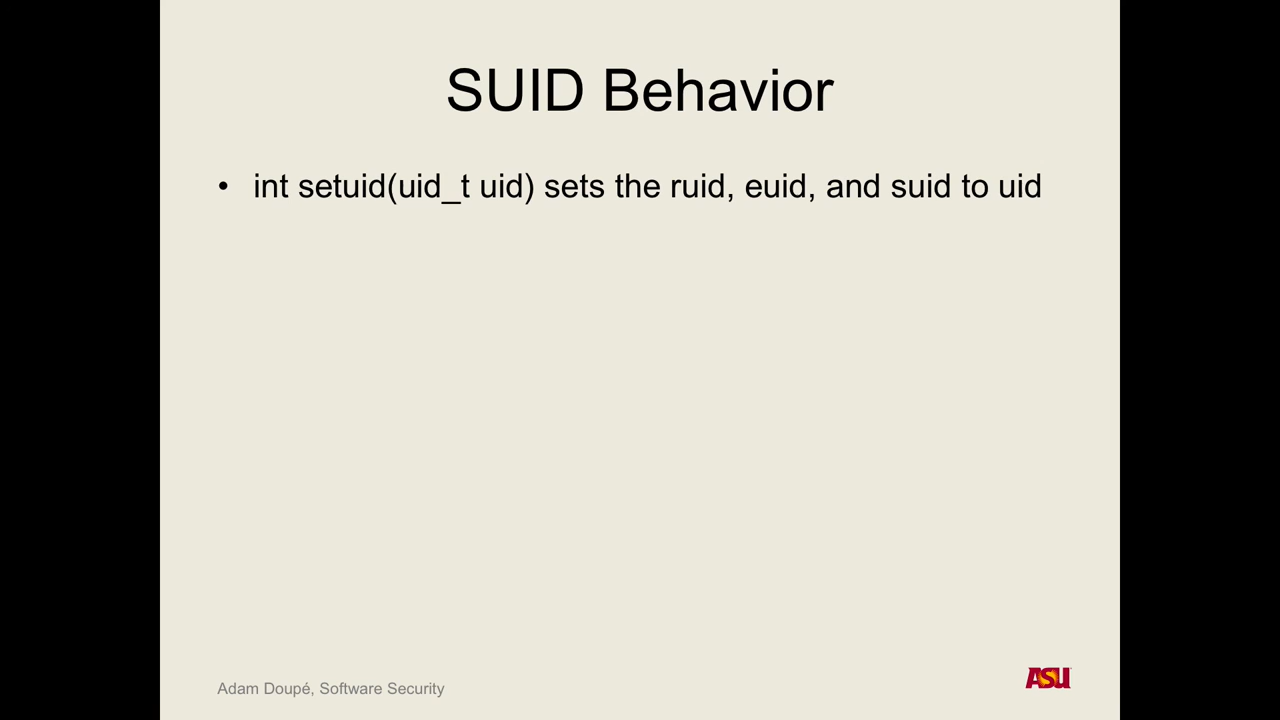 SUID Behavior
• int setuid(uid_t uid) sets the ruid, euid, and suid to uid
Adam Doupé, Software Security
ASU